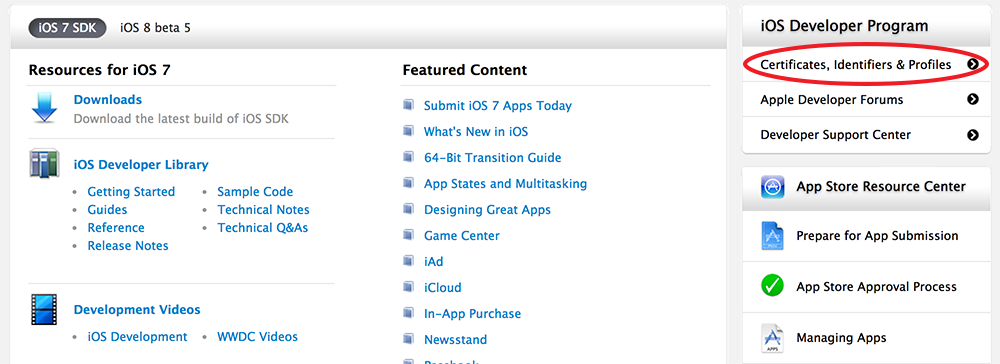 iOS 7 SDK
iOS 8 beta 5
Resources for iOS 7
Downloads
Download the latest build of iOS SDK
iOS Developer Library
Getting Started
Guides
Reference
Release Notes
Sample Code
Technical Notes
Technical Q&As
Development Videos
iOS Development
WWDC Videos
Featured Content
Submit iOS 7 Apps Today
What's New in iOS
64-Bit Transition Guide
App States and Multitasking
Designing Great Apps
Game Center
iAd
iCloud
In-App Purchase
Newsstand
iOS Developer Program
Certificates, Identifiers & Profiles
Apple Developer Forums
Developer Support Center
App Store Resource Center
Prepare for App Submission
App Store Approval Process
Managing Apps
APPS